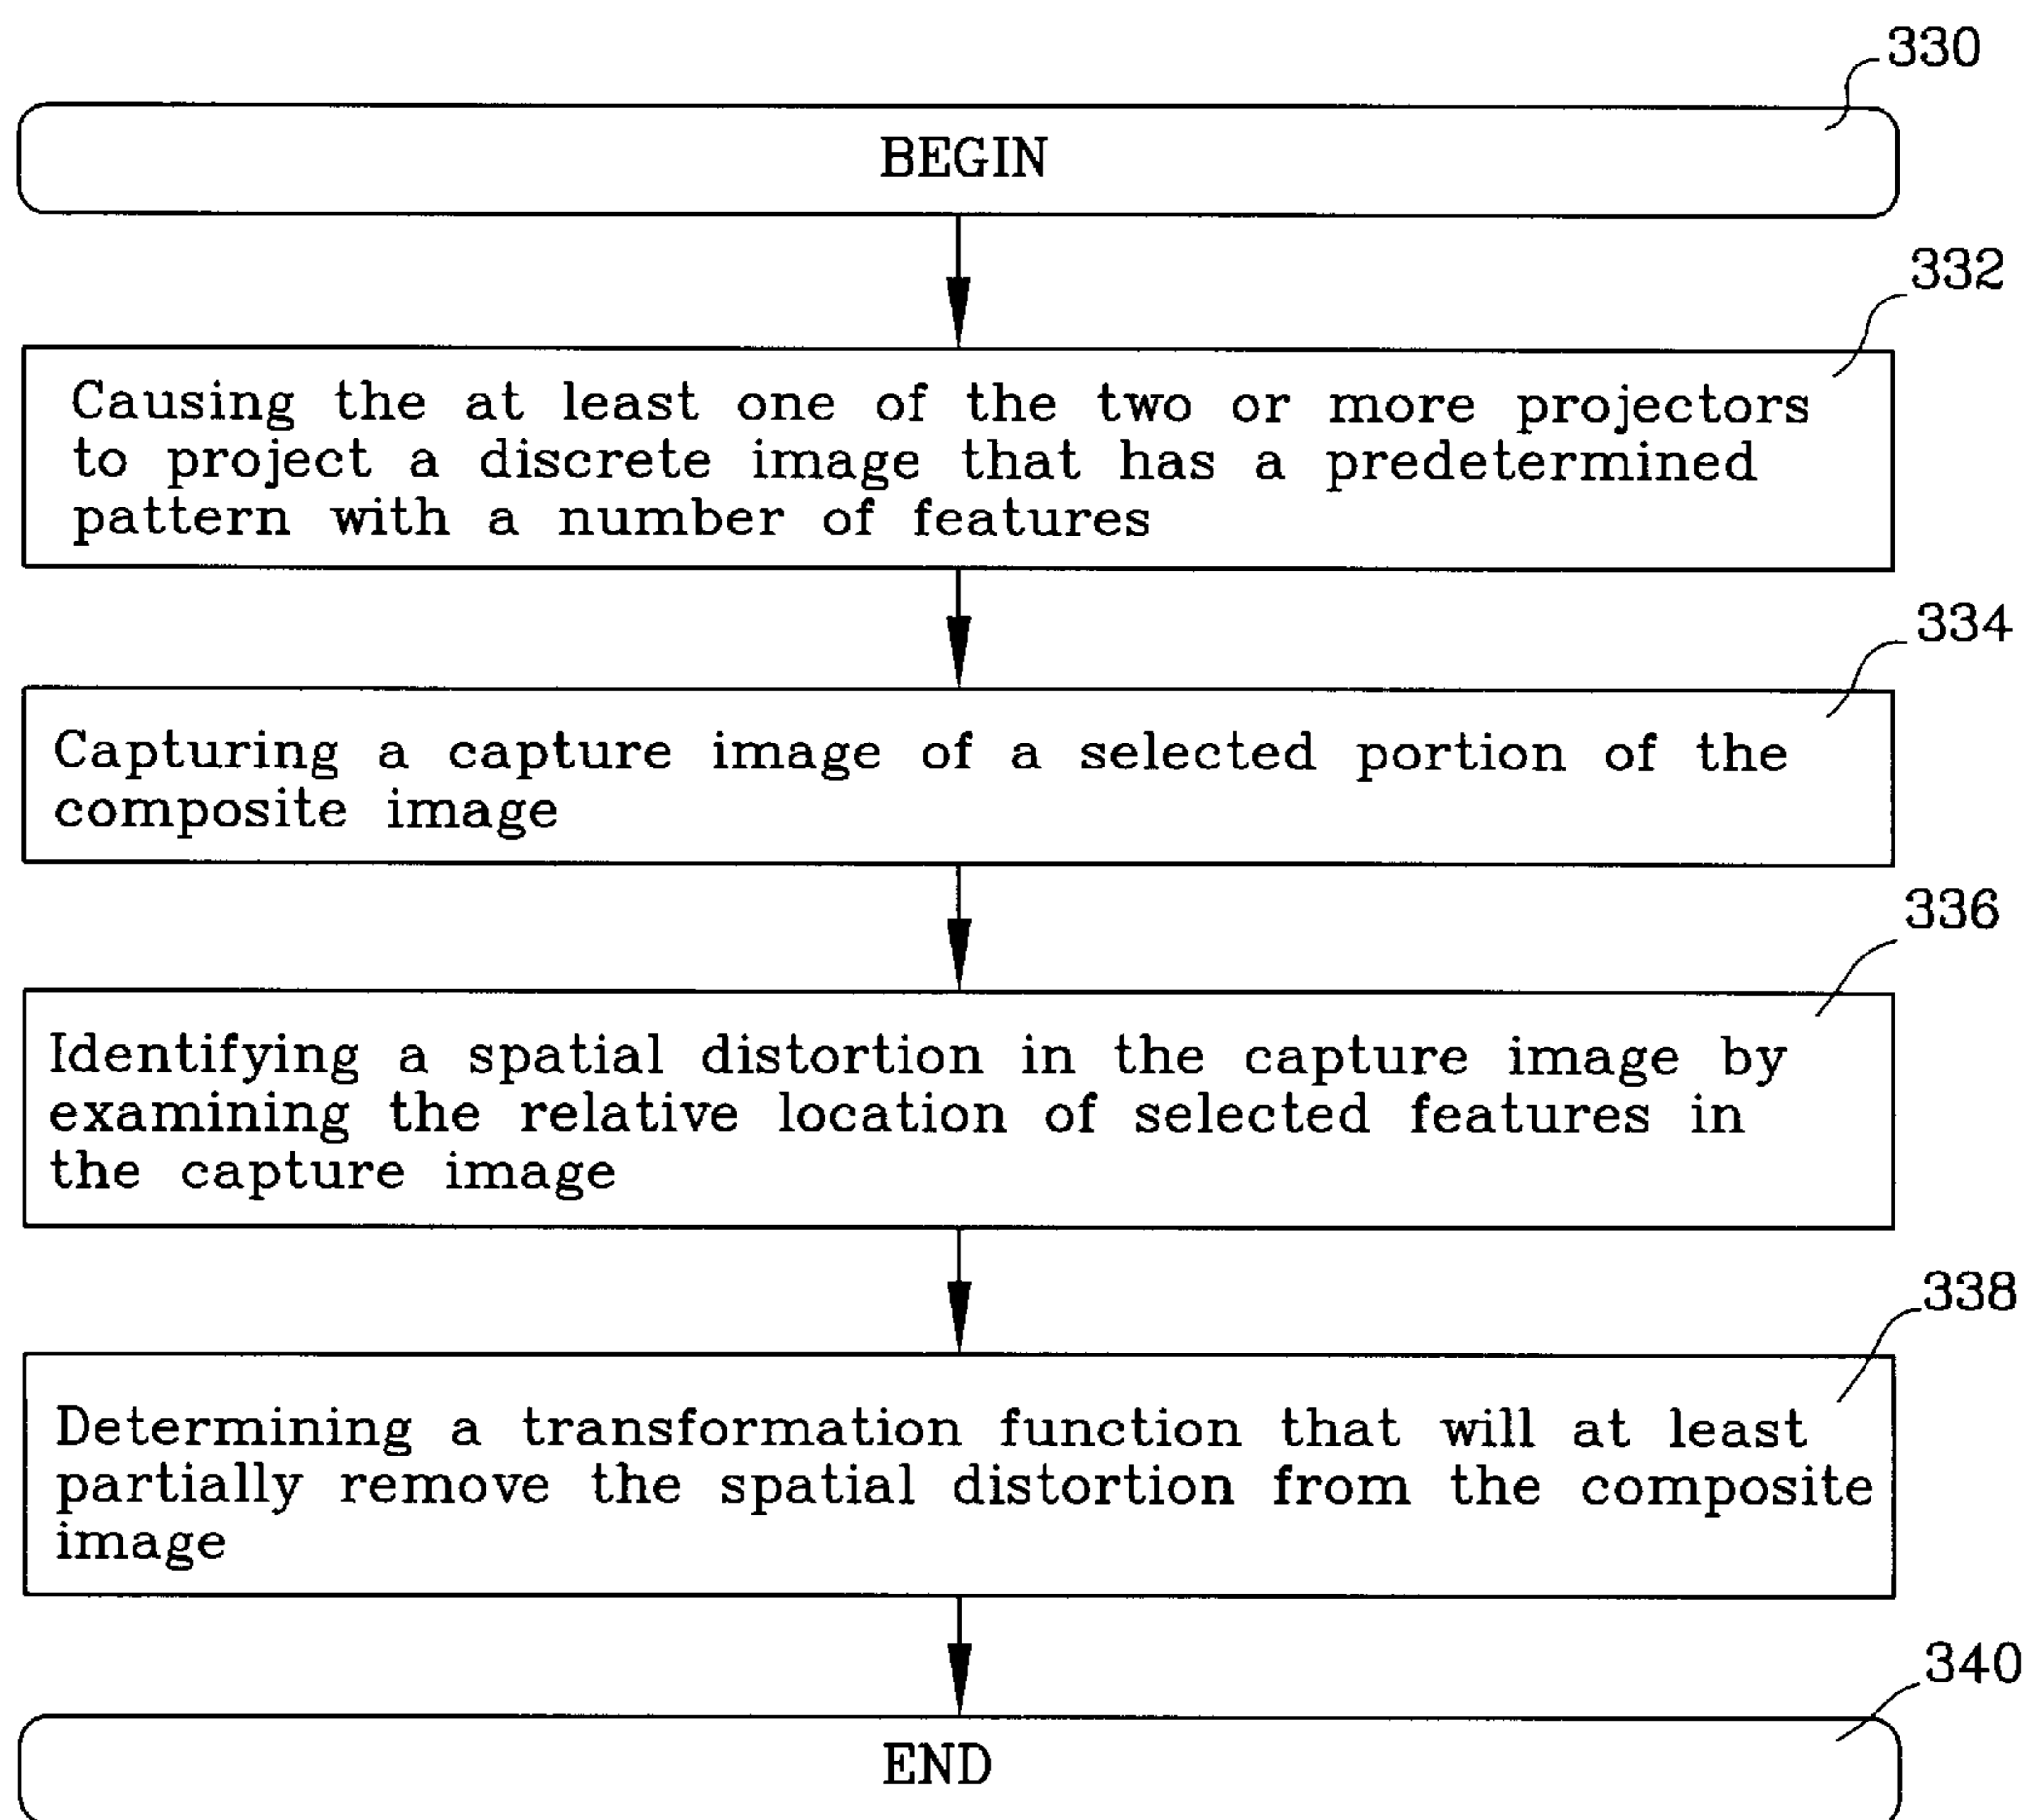 330
BEGIN
332
Causing the at least one of the two or more projectors
to project a discrete image that has a predetermined
pattern with a number of features
334
Capturing a capture image of a selected portion of the
composite image
336
Identifying a spatial distortion in the capture image by
examining the relative location of selected features in
the capture image
338
Determining a transformation function that will at least
partially remove the spatial distortion from the composite
image
340
END